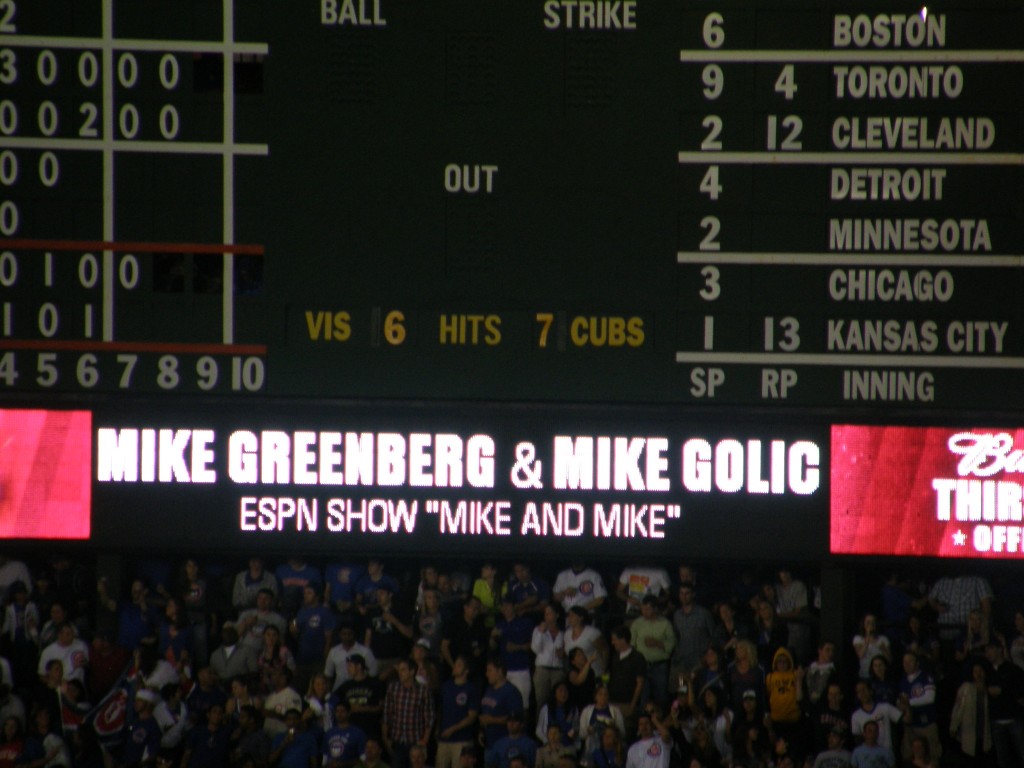 2 BALL STRIKE 6 BOSTON
3 0 0 0 0 9 4 TORONTO
0 0 2 0 0 2 12 CLEVELAND
0 0 OUT 4 DETROIT
0 2 MINNESOTA
0 1 0 0 3 CHICAGO
1 0 1 VIS 6 HITS 7 CUBS 1 13 KANSAS CITY
4 5 6 7 8 9 10 SP RP INNING
MIKE GREENBERG & MIKE GOLIC
ESPN SHOW "MIKE AND MIKE"